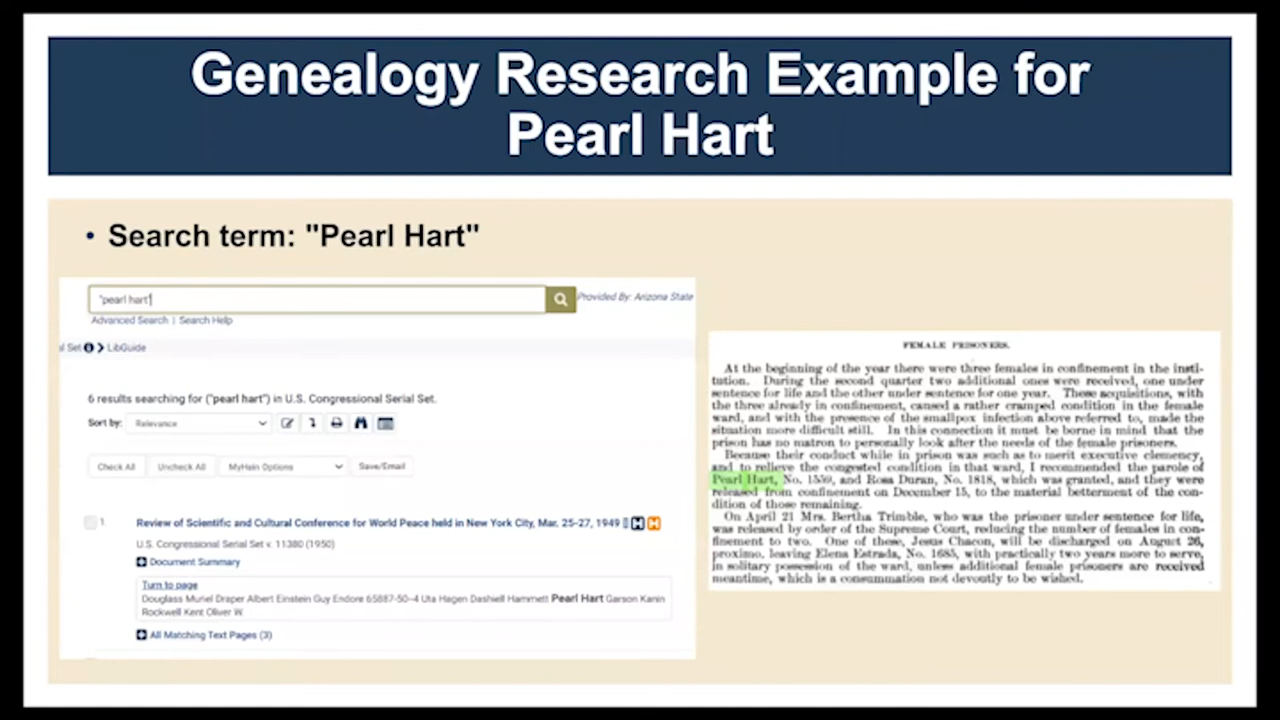 Genealogy Research Example for
Pearl Hart
• Search term: "Pearl Hart"
"pearl hart"
Provided By: Arizona State
Advanced Search | Search Help
al Set > LibGuide
6 results searching for ("pearl hart") in U.S. Congressional Serial Set.
Sort by: Relevance
Check All Uncheck All MyHein Options Save/Email
1. Review of Scientific and Cultural Conference for World Peace held in New York City, Mar. 25-27, 1949 H H
U.S. Congressional Serial Set v. 11380 (1950)
Document Summary
Turn to page
Douglass Muriel Draper Albert Einstein Guy Endore 65887-50--4 Uta Hagen Dashiell Hammett Pearl Hart Garson Kanin
Rockwell Kent Oliver W.
All Matching Text Pages (3)
FEMALE PRISONERS.
At the beginning of the year there were three females in confinement in the insti-
tution. During the second quarter two additional ones were received, one under
sentence for life and the other under sentence for one year. These acquisitions, with
the three already in confinement, caused a rather cramped condition in the female
ward, and with the presence of the smallpox infection above referred to, made the
situation more difficult still. In this connection it must be borne in mind that the
prison has no matron to personally look after the needs of the female prisoners.
Because their conduct while in prison was such as to merit executive clemency,
and to relieve the congested condition in that ward, I recommended the parole of
Pearl Hart, No. 1559, and Rosa Duran, No. 1818, which was granted, and they were
released from confinement on December 15, to the material betterment of the con-
dition of those remaining.
On April 21 Mrs. Bertha Trimble, who was the prisoner under sentence for life,
was released by order of the Supreme Court, reducing the number of females in con-
finement to two. One of these, Jesus Chacon, will be discharged on August 26,
proximo, leaving Elena Estrada, No. 1685, with practically two years more to serve,
in solitary possession of the ward, unless additional female prisoners are received
meantime, which is a consummation not devoutly to be wished.